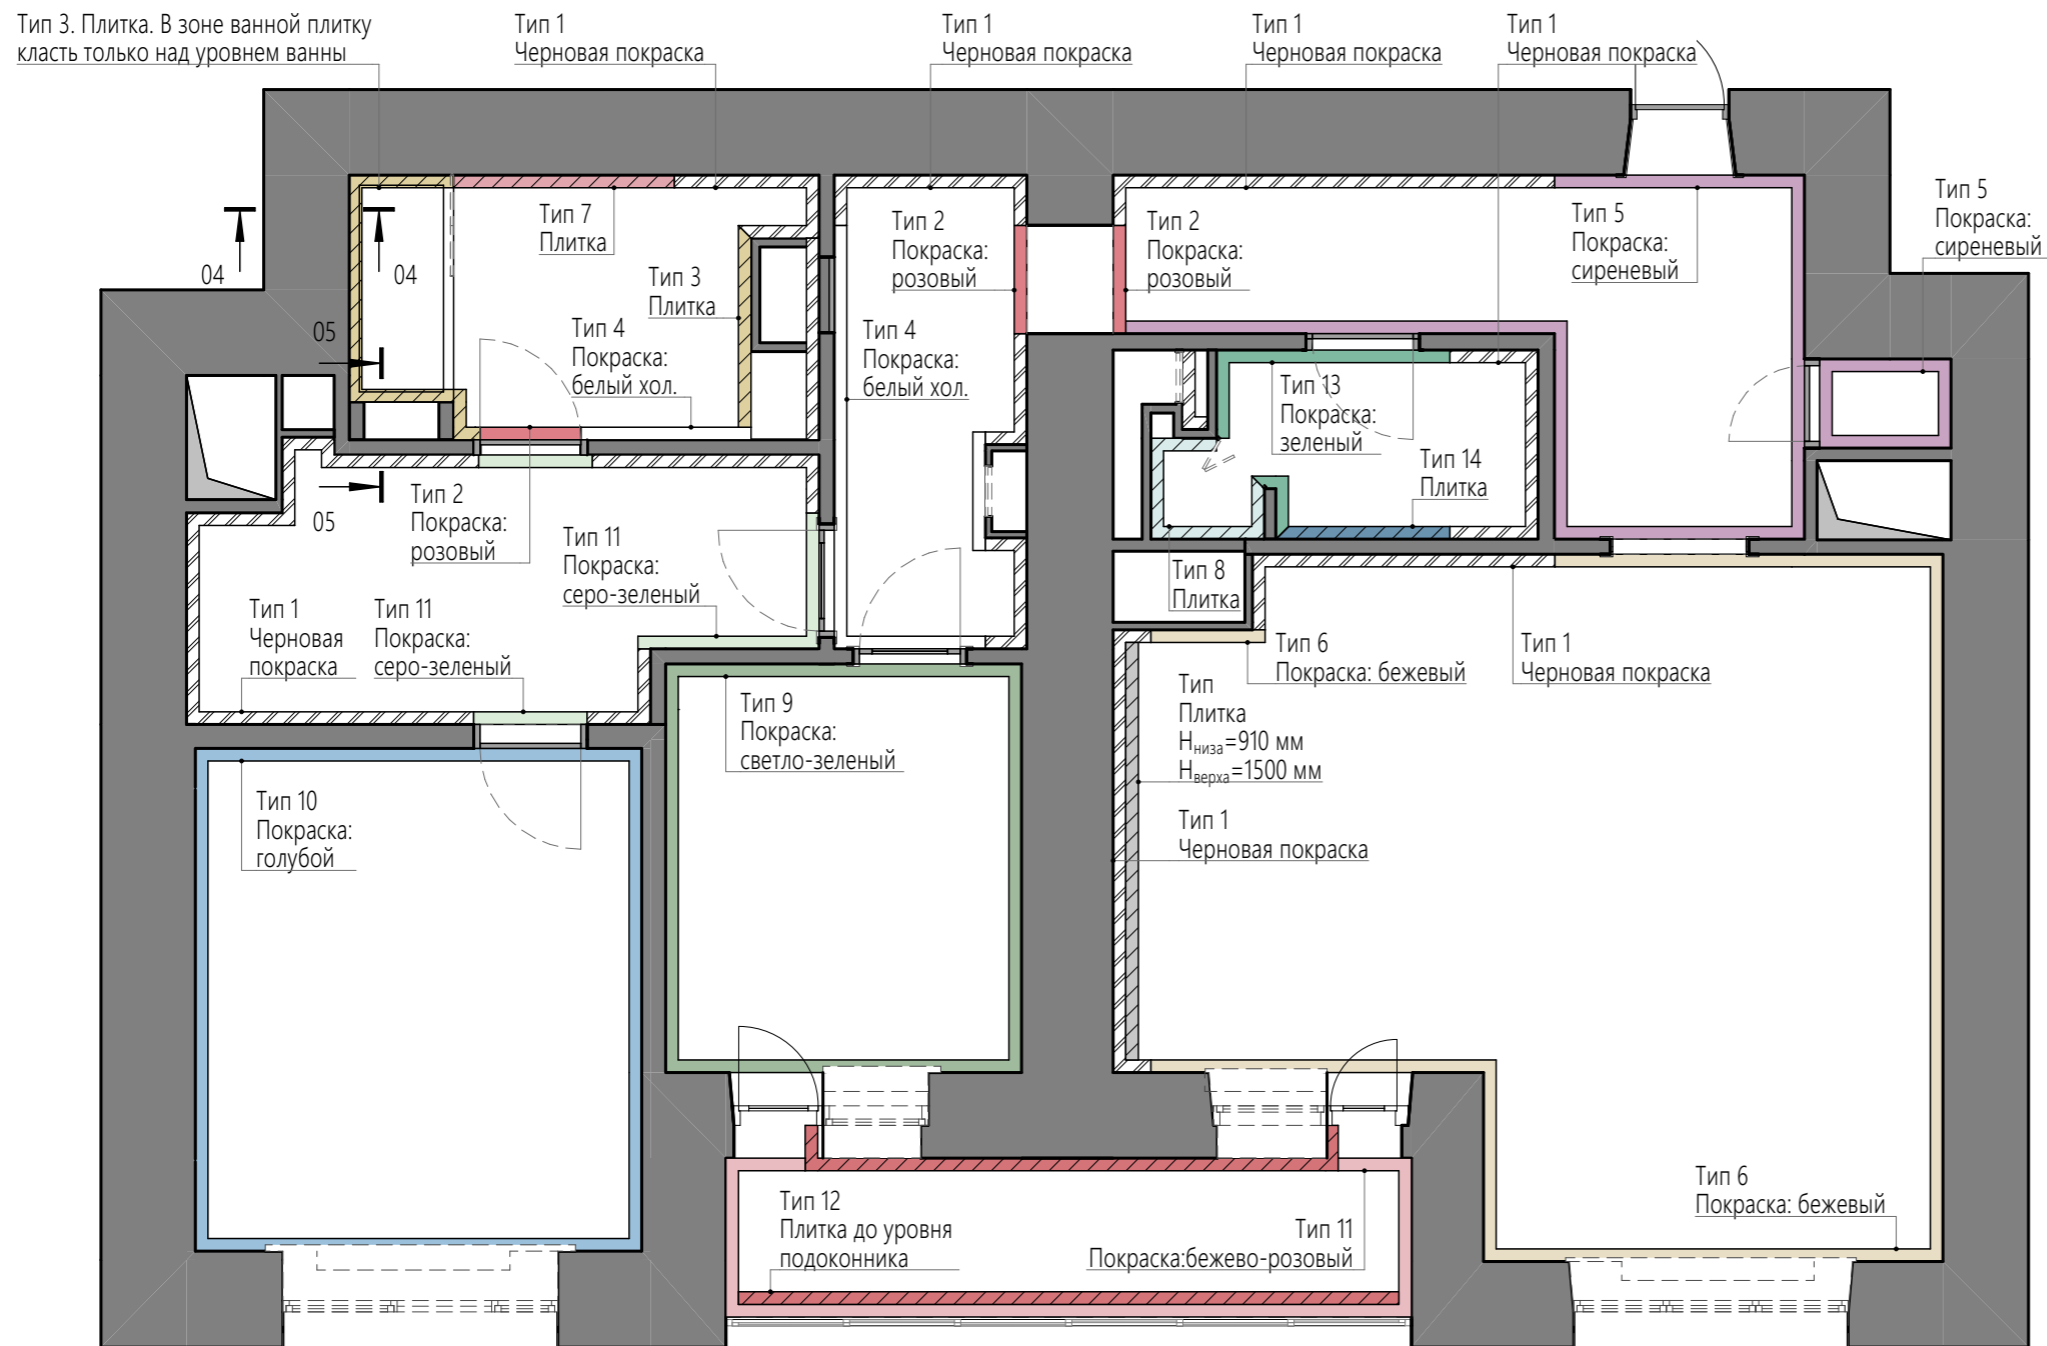 Тип 3. Плитка. В зоне ванной плитку
класть только над уровнем ванны
Тип 1
Черновая покраска
Тип 1
Черновая покраска
Тип 1
Черновая покраска
Тип 1
Черновая покраска
Тип 5
Покраска:
сиреневый
Тип 7
Плитка
Тип 2
Покраска:
розовый
Тип 2
Покраска:
розовый
Тип 5
Покраска:
сиреневый
04
04
Тип 3
Плитка
05
Тип 4
Покраска:
белый хол.
Тип 4
Покраска:
белый хол.
Тип 13
Покраска:
зеленый
Тип 14
Плитка
05
Тип 2
Покраска:
розовый
Тип 11
Покраска:
серо-зеленый
Тип 8
Плитка
Тип 1
Черновая
покраска
Тип 11
Покраска:
серо-зеленый
Тип 6
Покраска: бежевый
Тип 1
Черновая покраска
Тип
Плитка
Hниза=910 мм
Hверха=1500 мм
Тип 9
Покраска:
светло-зеленый
Тип 10
Покраска:
голубой
Тип 1
Черновая покраска
Тип 6
Покраска: бежевый
Тип 12
Плитка до уровня
подоконника
Тип 11
Покраска:бежево-розовый